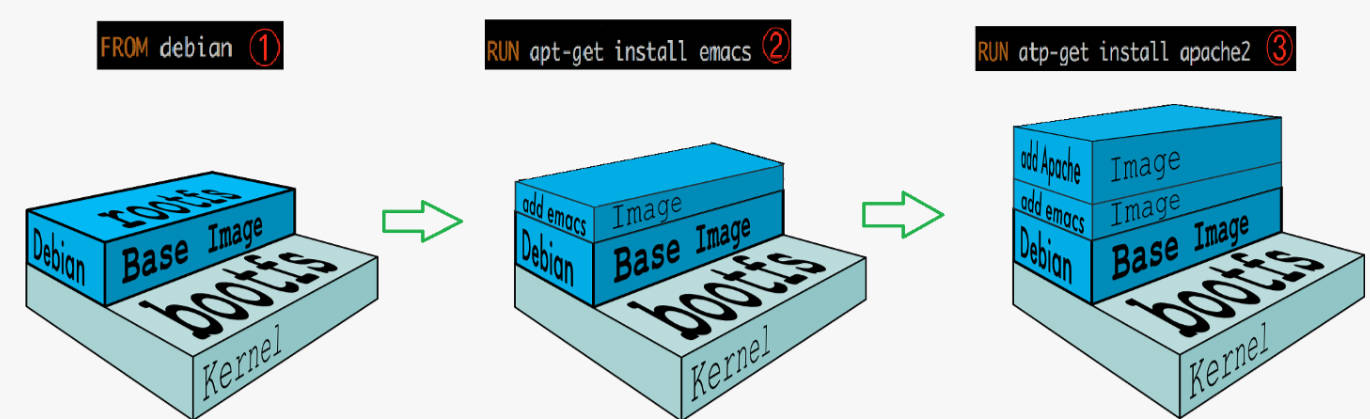 FROM debian ①
RUN apt-get install emacs ②
RUN atp-get install apache2 ③
rootfs
Debian
Base Image
bootfs
Kernel
add emacs
Image
Debian
Base Image
bootfs
Kernel
add Apache
Image
add emacs
Image
Debian
Base Image
bootfs
Kernel